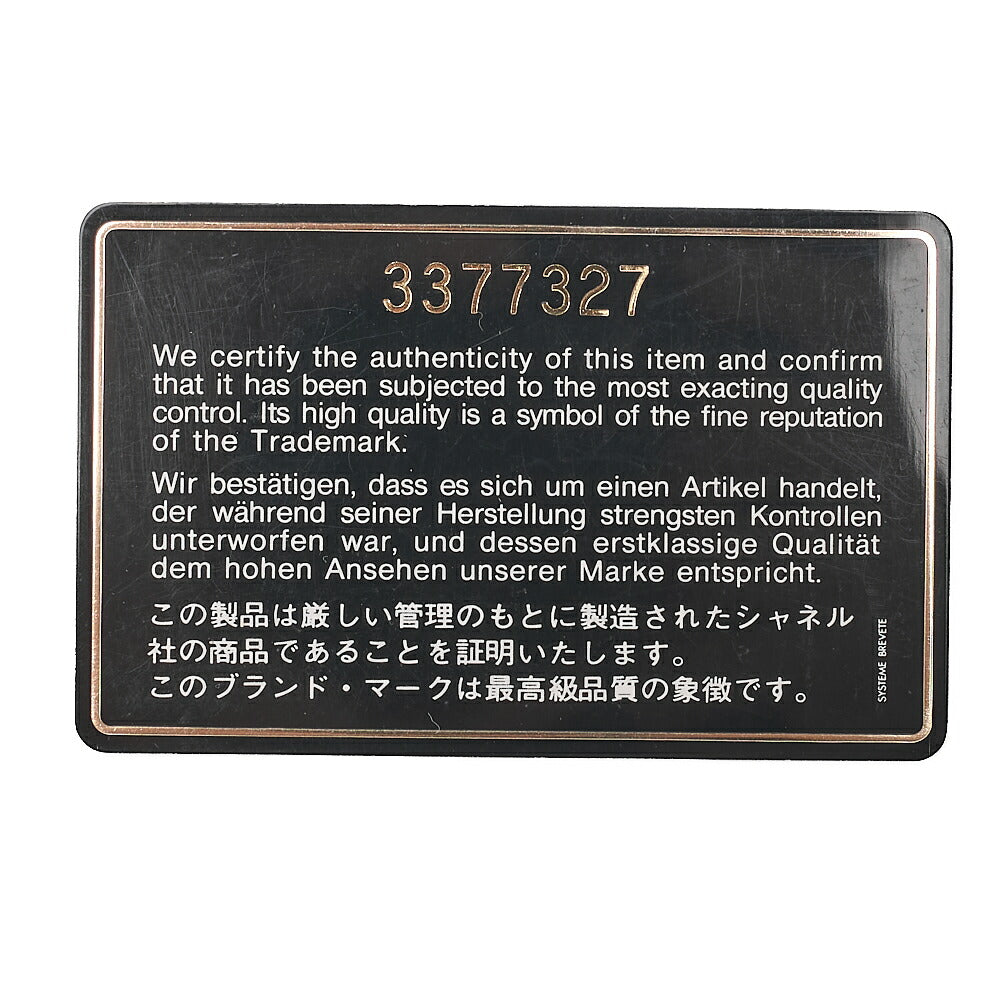 3377327
We certify the authenticity of this item and confirm
that it has been subjected to the most exacting quality
control. Its high quality is a symbol of the fine reputation
of the Trademark.
Wir bestätigen, dass es sich um einen Artikel handelt,
der während seiner Herstellung strengsten Kontrollen
unterworfen war, und dessen erstklassige Qualität
dem hohen Ansehen unserer Marke entspricht.
この製品は厳しい管理のもとに製造されたシャネル
社の商品であることを証明いたします。
このブランド・マークは最高級品質の象徴です。
SYSTEME BREVETE